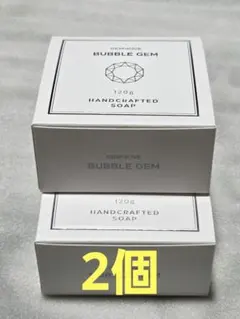 BUBBLE GEM
120g
HANDCRAFTED
SOAP
BUBBLE GEM
120g
HANDCRAFTED
SOAP
2個